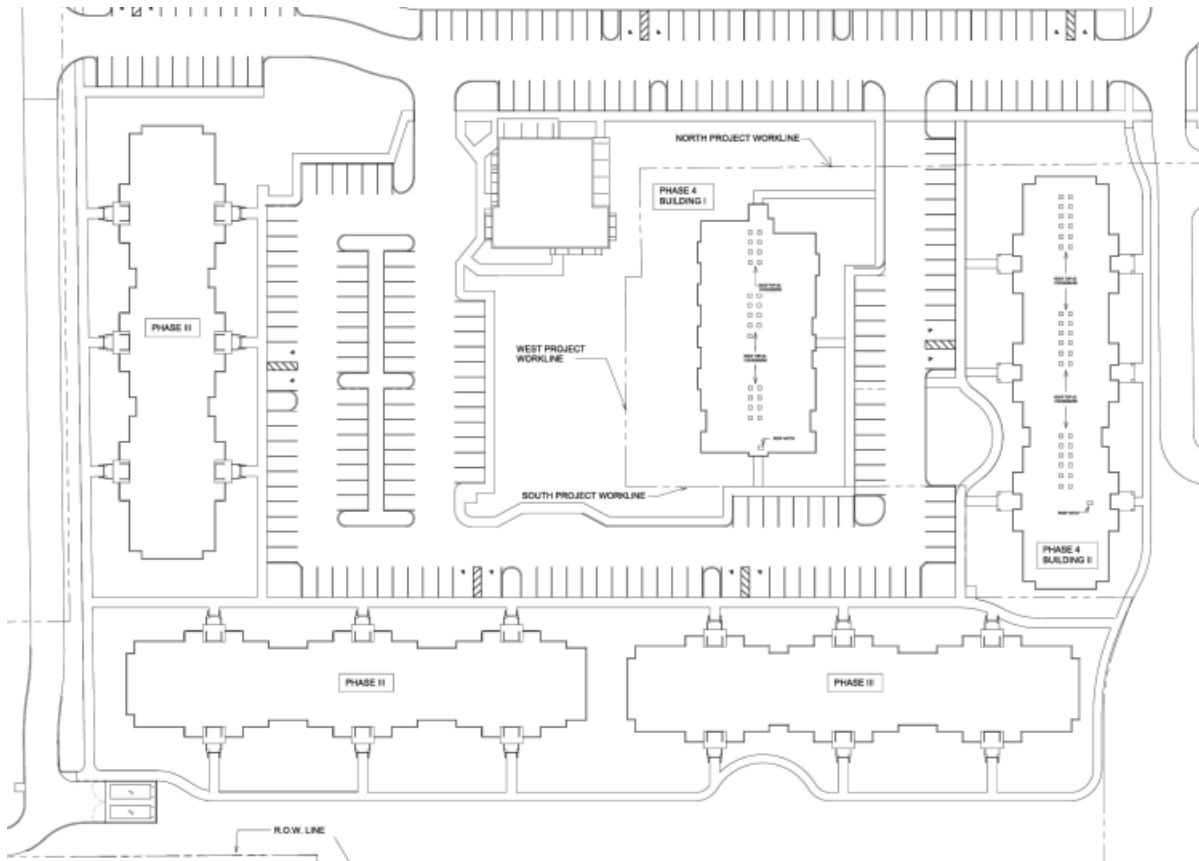 NORTH PROJECT WORKLINE
PHASE 4
BUILDING I
PHASE III
WEST PROJECT
WORKLINE
SOUTH PROJECT WORKLINE
PHASE 4
BUILDING II
PHASE III
PHASE III
R.O.W. LINE